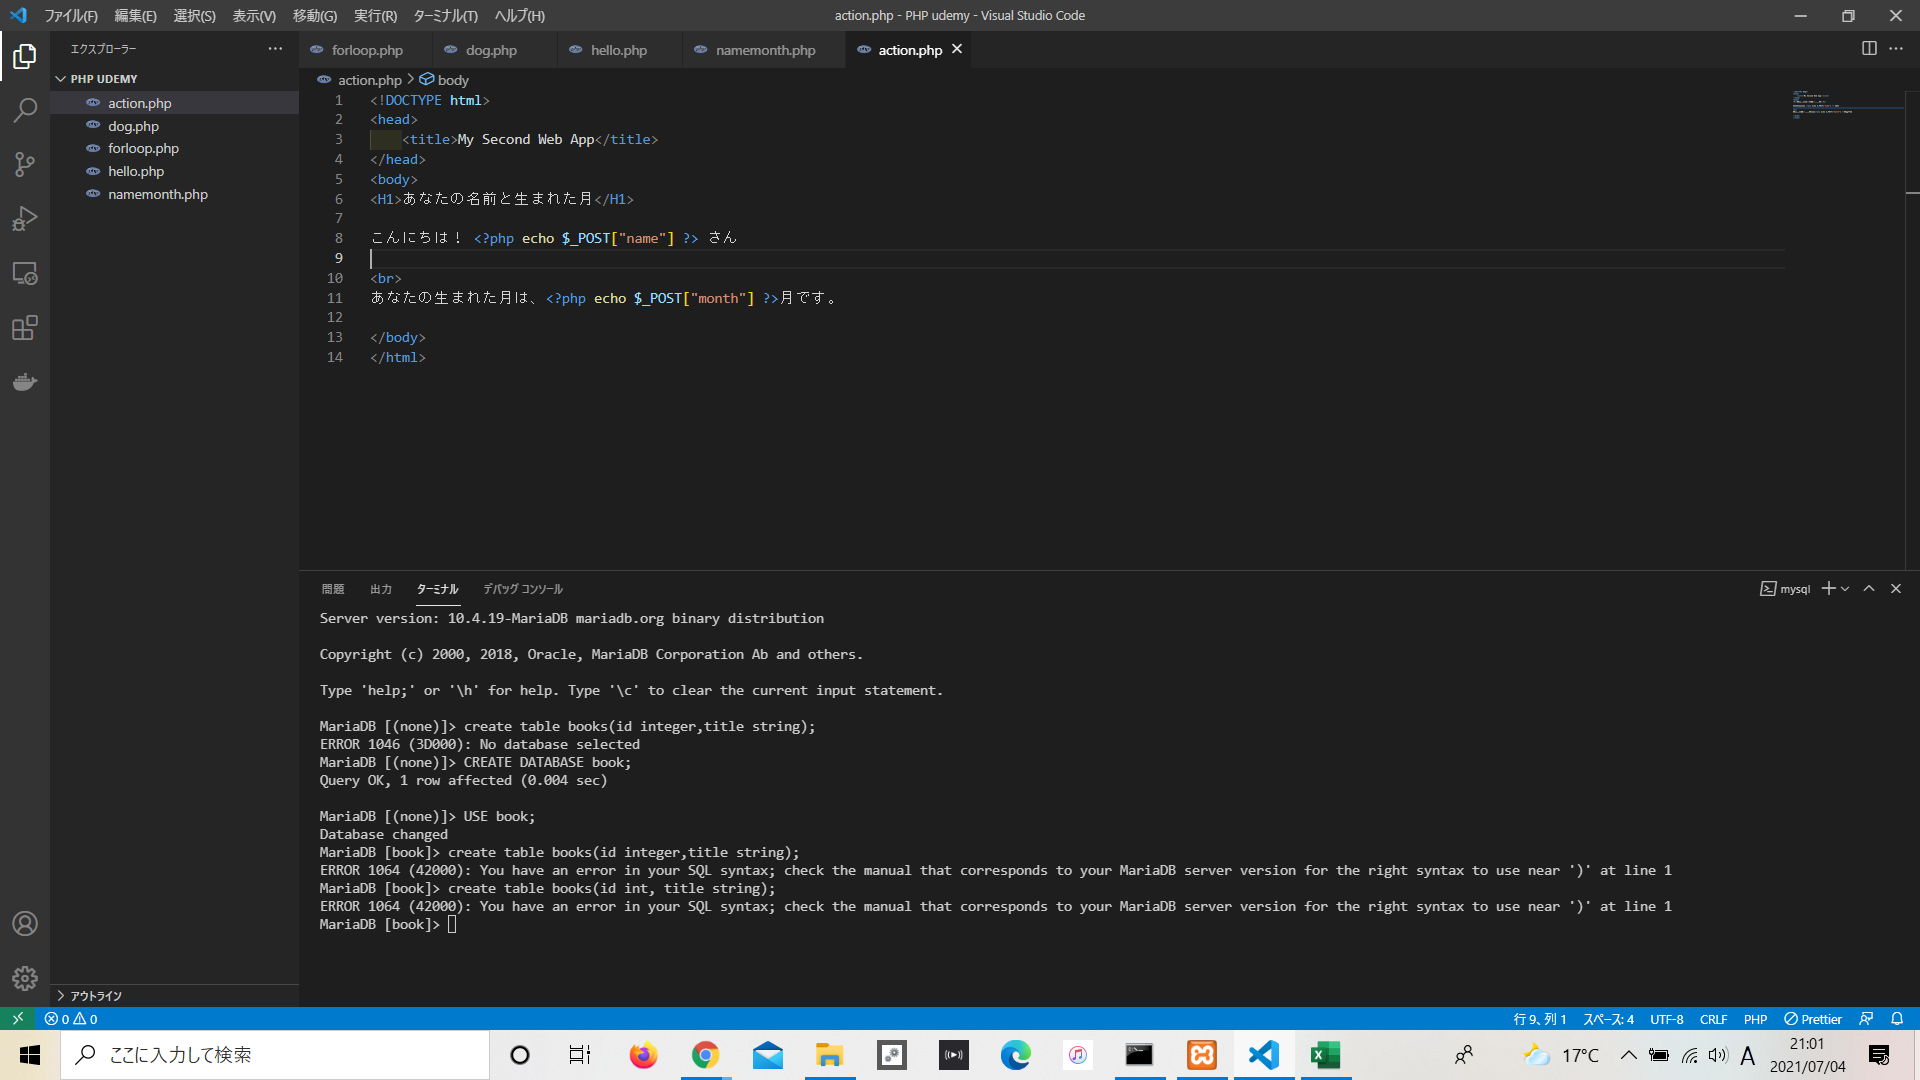 ファイル(F) 編集(E) 選択(S) 表示(V) 移動(G) 実行(R) ターミナル(T) ヘルプ(H)
action.php - PHP udemy - Visual Studio Code
エクスプローラー
forloop.php dog.php hello.php namemonth.php action.php
PHP UDEMY
action.php
dog.php
forloop.php
hello.php
namemonth.php
アウトライン
action.php > body
1 <!DOCTYPE html>
2 <head>
3 <title>My Second Web App</title>
4 </head>
5 <body>
6 <H1>あなたの名前と生まれた月</H1>
7
8 こんにちは！ <?php echo $_POST["name"] ?> さん
9
10 <br>
11 あなたの生まれた月は、<?php echo $_POST["month"] ?>月です。
12
13 </body>
14 </html>
問題 出力 ターミナル デバッグ コンソール
mysql
Server version: 10.4.19-MariaDB mariadb.org binary distribution
Copyright (c) 2000, 2018, Oracle, MariaDB Corporation Ab and others.
Type 'help;' or '\h' for help. Type '\c' to clear the current input statement.
MariaDB [(none)]> create table books(id integer,title string);
ERROR 1046 (3D000): No database selected
MariaDB [(none)]> CREATE DATABASE book;
Query OK, 1 row affected (0.004 sec)
MariaDB [(none)]> USE book;
Database changed
MariaDB [book]> create table books(id integer,title string);
ERROR 1064 (42000): You have an error in your SQL syntax; check the manual that corresponds to your MariaDB server version for the right syntax to use near ')' at line 1
MariaDB [book]> create table books(id int, title string);
ERROR 1064 (42000): You have an error in your SQL syntax; check the manual that corresponds to your MariaDB server version for the right syntax to use near ')' at line 1
MariaDB [book]>
0 0
行 9、列 1 スペース: 4 UTF-8 CRLF PHP Prettier
ここに入力して検索
17°C
A
21:01
2021/07/04